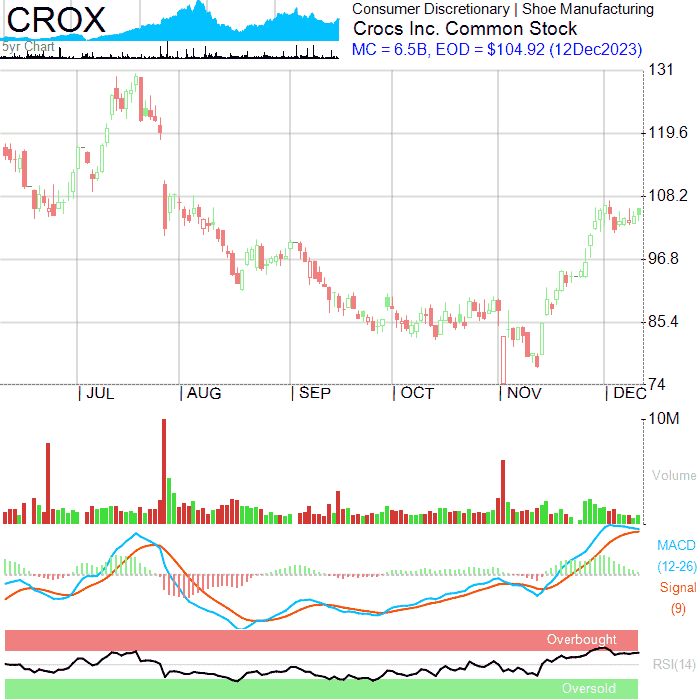 CROX
5yr Chart
Consumer Discretionary | Shoe Manufacturing
Crocs Inc. Common Stock
MC = 6.5B, EOD = $104.92 (12Dec2023)
131
119.6
108.2
96.8
85.4
74
| JUL | AUG | SEP | OCT | NOV | DEC
10M
Volume
MACD
(12-26)
Signal
(9)
Overbought
RSI(14)
Oversold